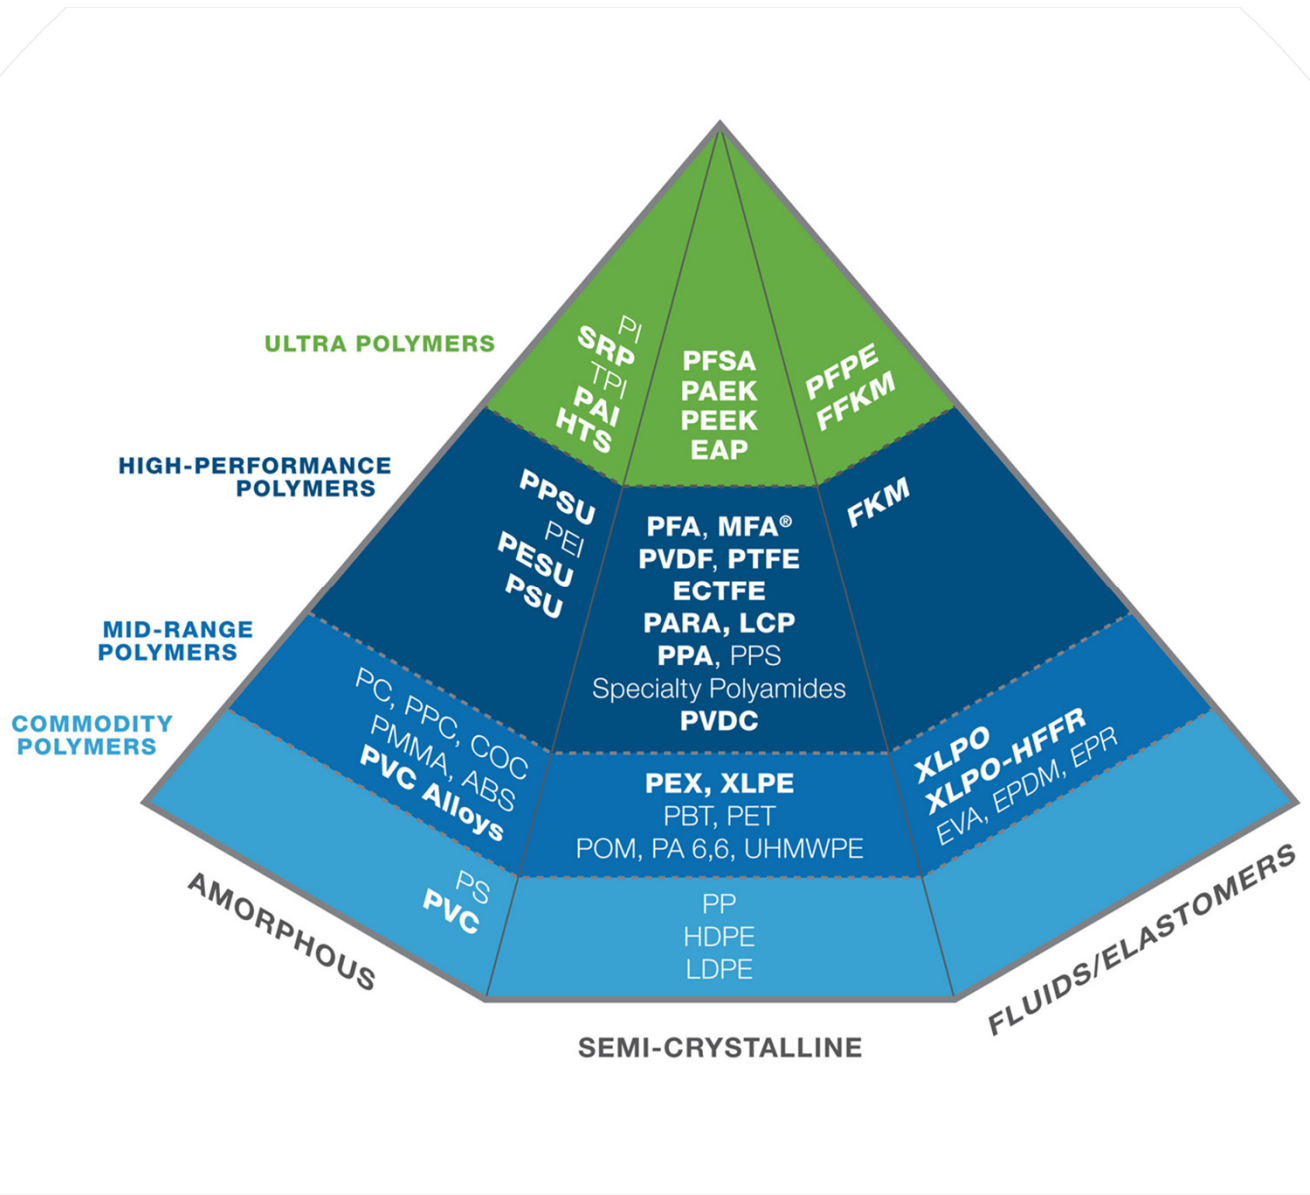 ULTRA POLYMERS
PI
SRP
TPI
PAI
HTS
PFSA
PAEK
PEEK
EAP
PFPE
FFKM
HIGH-PERFORMANCE
POLYMERS
PPSU
PEI
PESU
PSU
PFA, MFA®
PVDF, PTFE
ECTFE
PARA, LCP
PPA, PPS
Specialty Polyamides
PVDC
FKM
MID-RANGE
POLYMERS
PC, PPC, COC
PMMA, ABS
PVC Alloys
PEX, XLPE
PBT, PET
POM, PA 6,6, UHMWPE
XLPO
XLPO-HFFR
EVA, EPDM, EPR
COMMODITY
POLYMERS
PS
PVC
PP
HDPE
LDPE
AMORPHOUS
SEMI-CRYSTALLINE
FLUIDS/ELASTOMERS